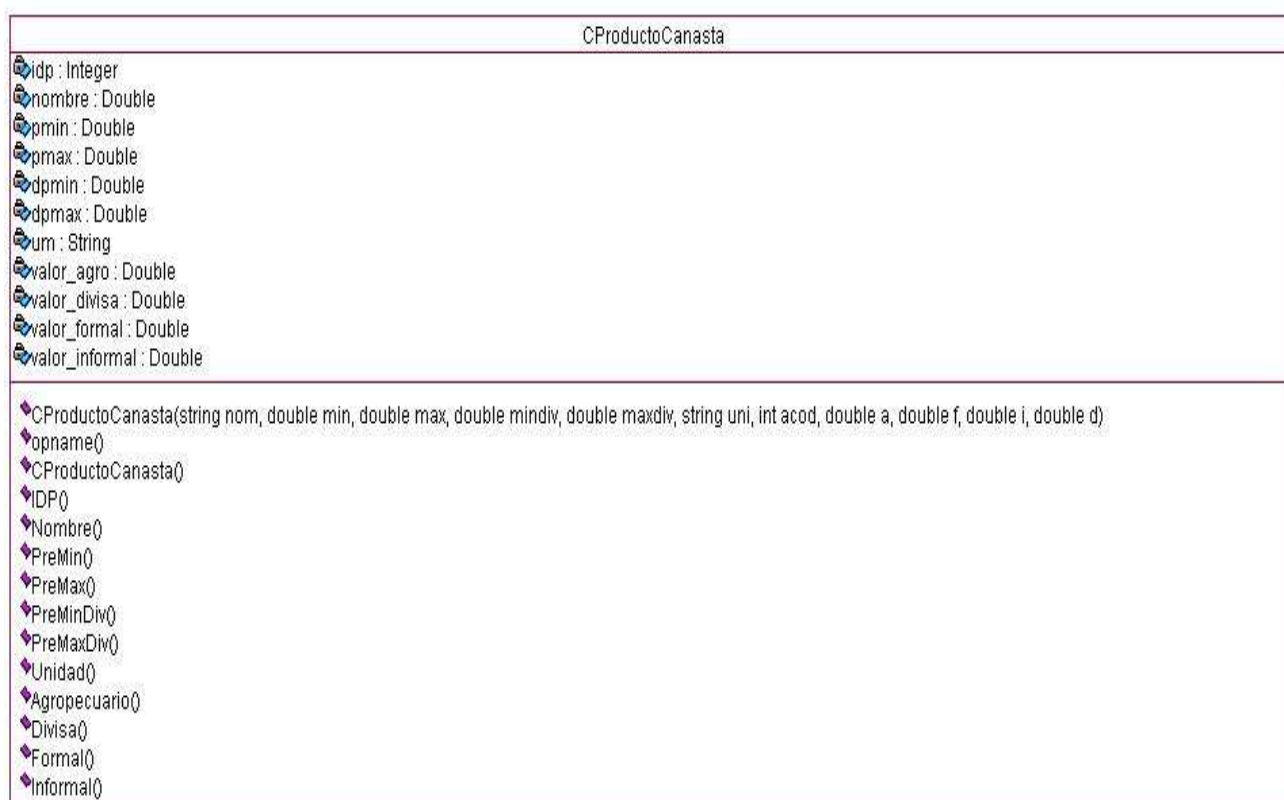 CProductoCanasta
idp : Integer
nombre : Double
pmin : Double
pmax : Double
dpmin : Double
dpmax : Double
um : String
valor_agro : Double
valor_divisa : Double
valor_formal : Double
valor_informal : Double
CProductoCanasta(string nom, double min, double max, double mindiv, double maxdiv, string uni, int acod, double a, double f, double i, double d)
opname()
CProductoCanasta()
IDP()
Nombre()
PreMin()
PreMax()
PreMinDiv()
PreMaxDiv()
Unidad()
Agropecuario()
Divisa()
Formal()
Informal()